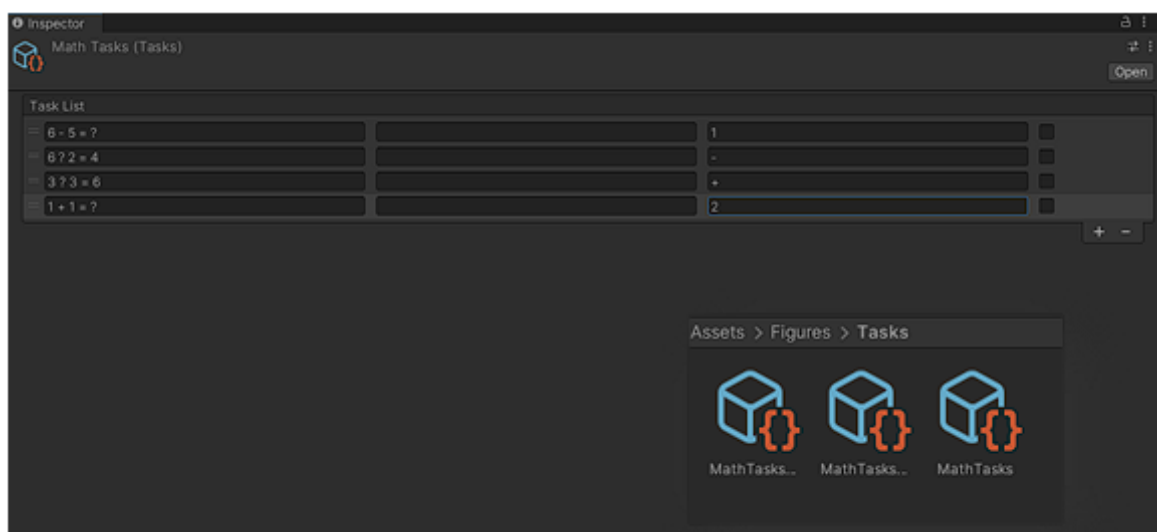 Inspector
Math Tasks (Tasks)
Open
Task List
6 - 5 = ? 1
6 ? 2 = 4 -
3 ? 3 = 6 +
1 + 1 = ? 2
+ -
Assets > Figures > Tasks
MathTasks... MathTasks... MathTasks